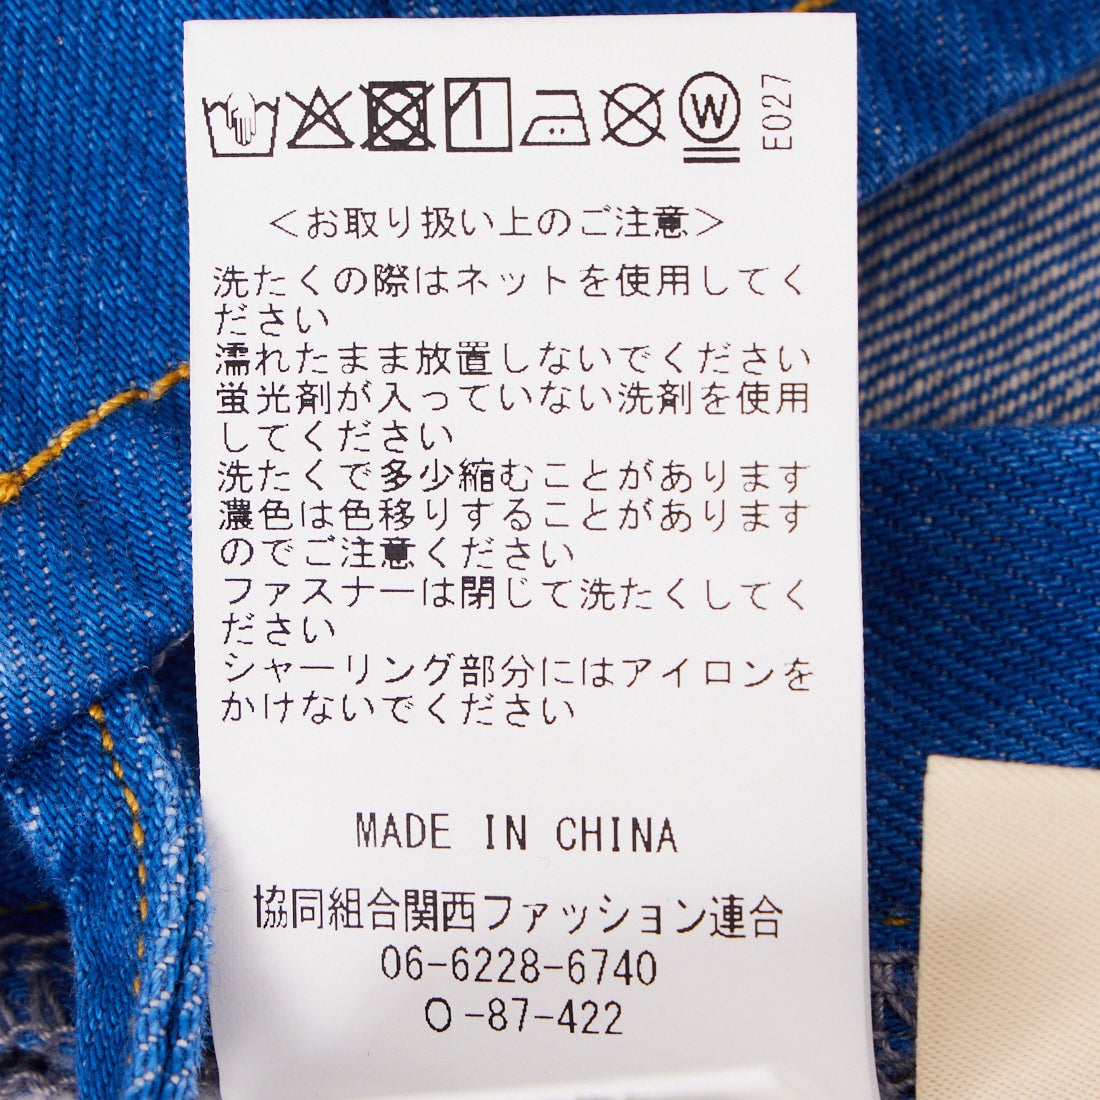 W
E027
＜お取り扱い上のご注意＞
洗たくの際はネットを使用してく
ださい
濡れたまま放置しないでください
蛍光剤が入っていない洗剤を使用
してください
洗たくで多少縮むことがあります
濃色は色移りすることがあります
のでご注意ください
ファスナーは閉じて洗たくしてく
ださい
シャーリング部分にはアイロンを
かけないでください
MADE IN CHINA
協同組合関西ファッション連合
06-6228-6740
O-87-422